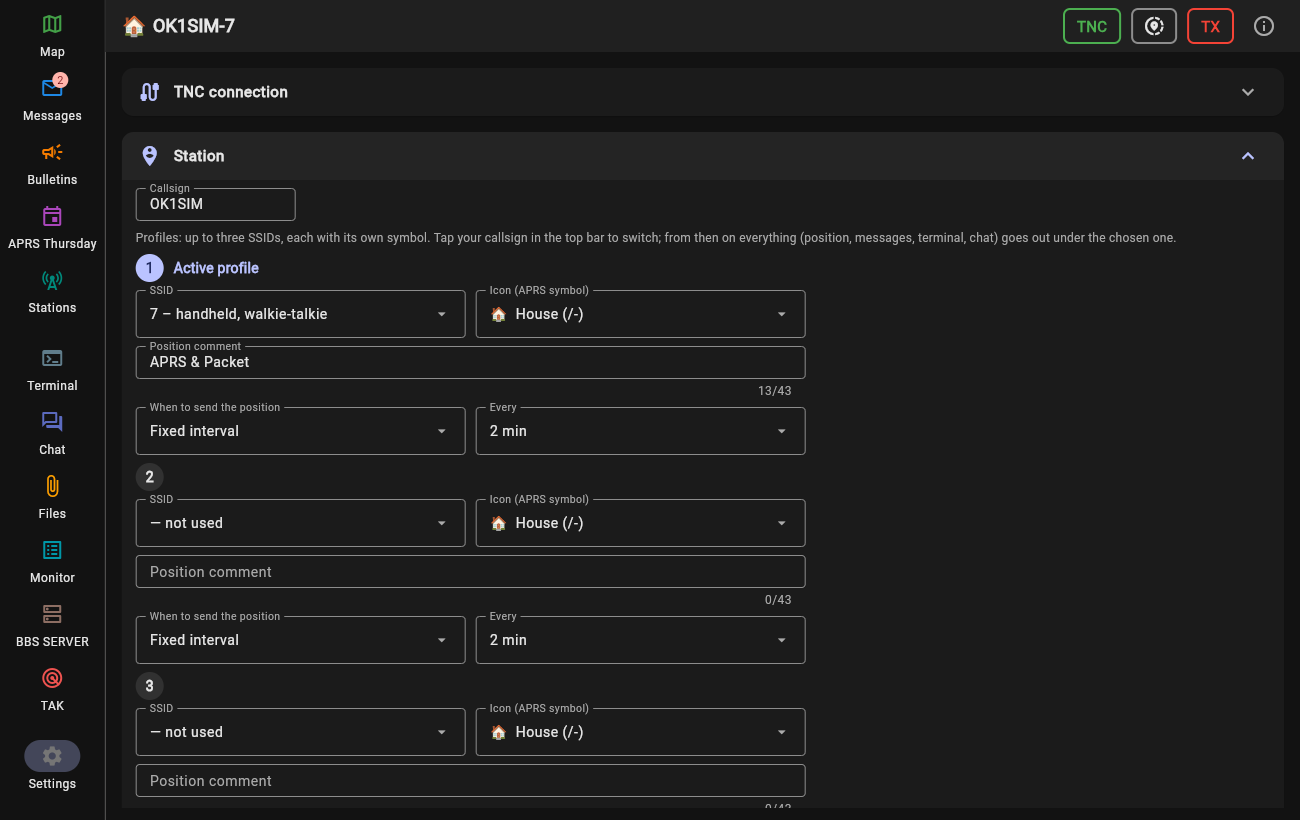 OK1SIM-7
TNC
TX
Map
2
Messages
Bulletins
APRS Thursday
Stations
Terminal
Chat
Files
Monitor
BBS SERVER
TAK
Settings
TNC connection
Station
Callsign
OK1SIM
Profiles: up to three SSIDs, each with its own symbol. Tap your callsign in the top bar to switch; from then on everything (position, messages, terminal, chat) goes out under the chosen one.
1 Active profile
SSID Icon (APRS symbol)
7 – handheld, walkie-talkie House (/-)
Position comment
APRS & Packet
13/43
When to send the position Every
Fixed interval 2 min
2
SSID Icon (APRS symbol)
— not used House (/-)
Position comment
0/43
When to send the position Every
Fixed interval 2 min
3
SSID Icon (APRS symbol)
— not used House (/-)
Position comment
0/43